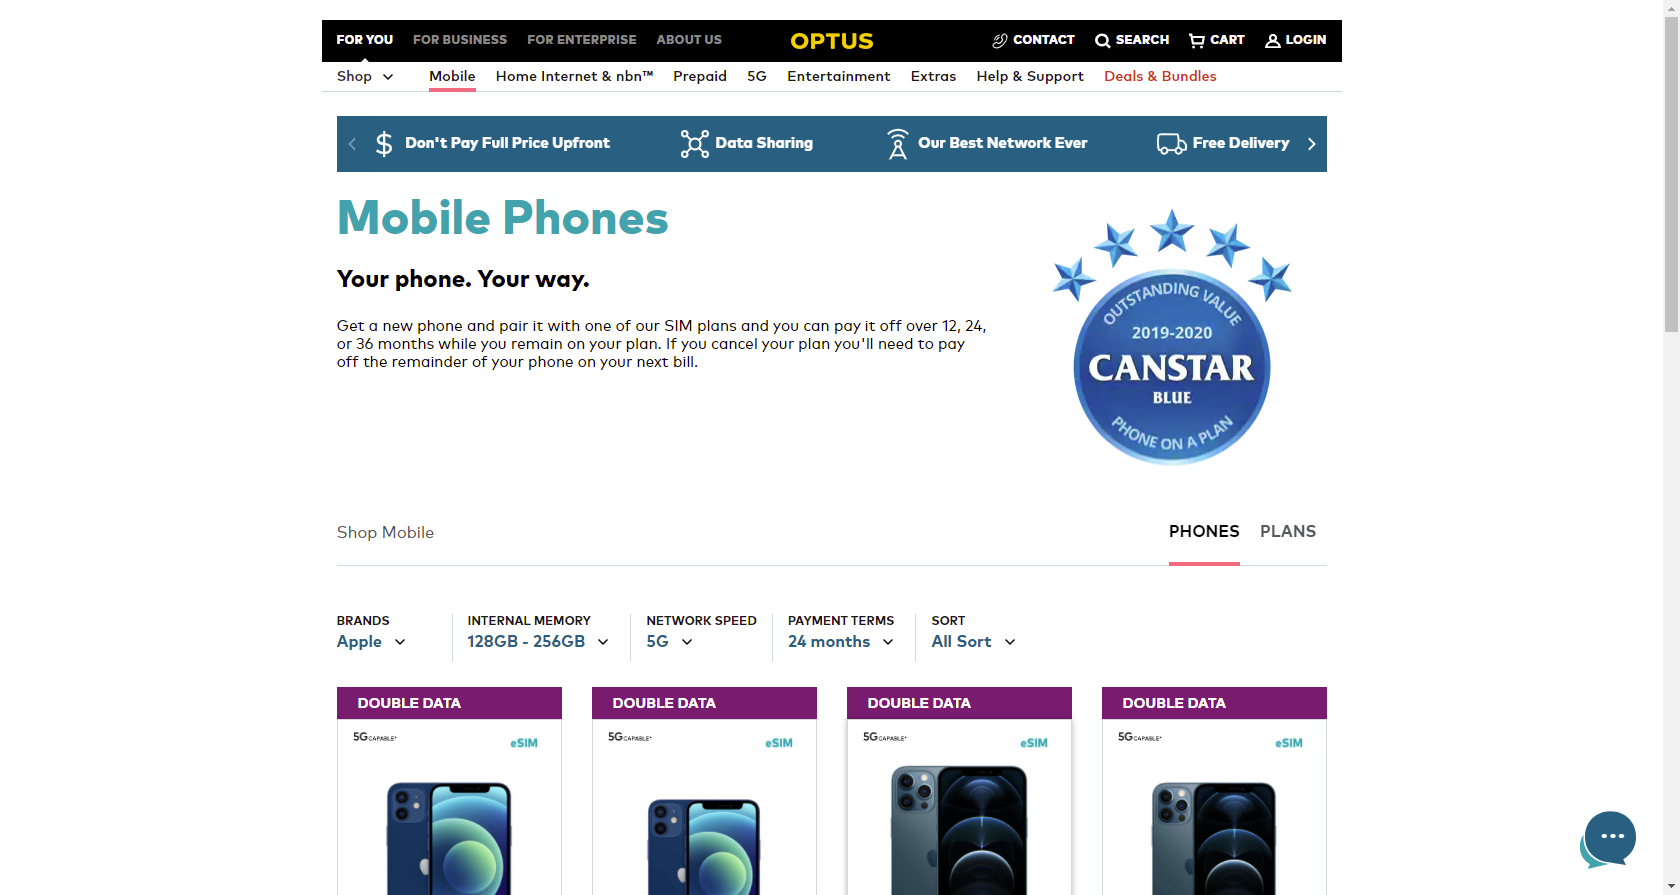 FOR YOU FOR BUSINESS FOR ENTERPRISE ABOUT US OPTUS CONTACT SEARCH CART LOGIN
Shop Mobile Home Internet & nbn™ Prepaid 5G Entertainment Extras Help & Support Deals & Bundles
Don't Pay Full Price Upfront Data Sharing Our Best Network Ever Free Delivery
Mobile Phones
Your phone. Your way.
Get a new phone and pair it with one of our SIM plans and you can pay it off over 12, 24,
or 36 months while you remain on your plan. If you cancel your plan you'll need to pay
off the remainder of your phone on your next bill.
OUTSTANDING VALUE
2019-2020
CANSTAR
BLUE
PHONE ON A PLAN
Shop Mobile PHONES PLANS
BRANDS INTERNAL MEMORY NETWORK SPEED PAYMENT TERMS SORT
Apple 128GB - 256GB 5G 24 months All Sort
DOUBLE DATA DOUBLE DATA DOUBLE DATA DOUBLE DATA
5G CAPABLE* eSIM 5G CAPABLE* eSIM 5G CAPABLE* eSIM 5G CAPABLE* eSIM